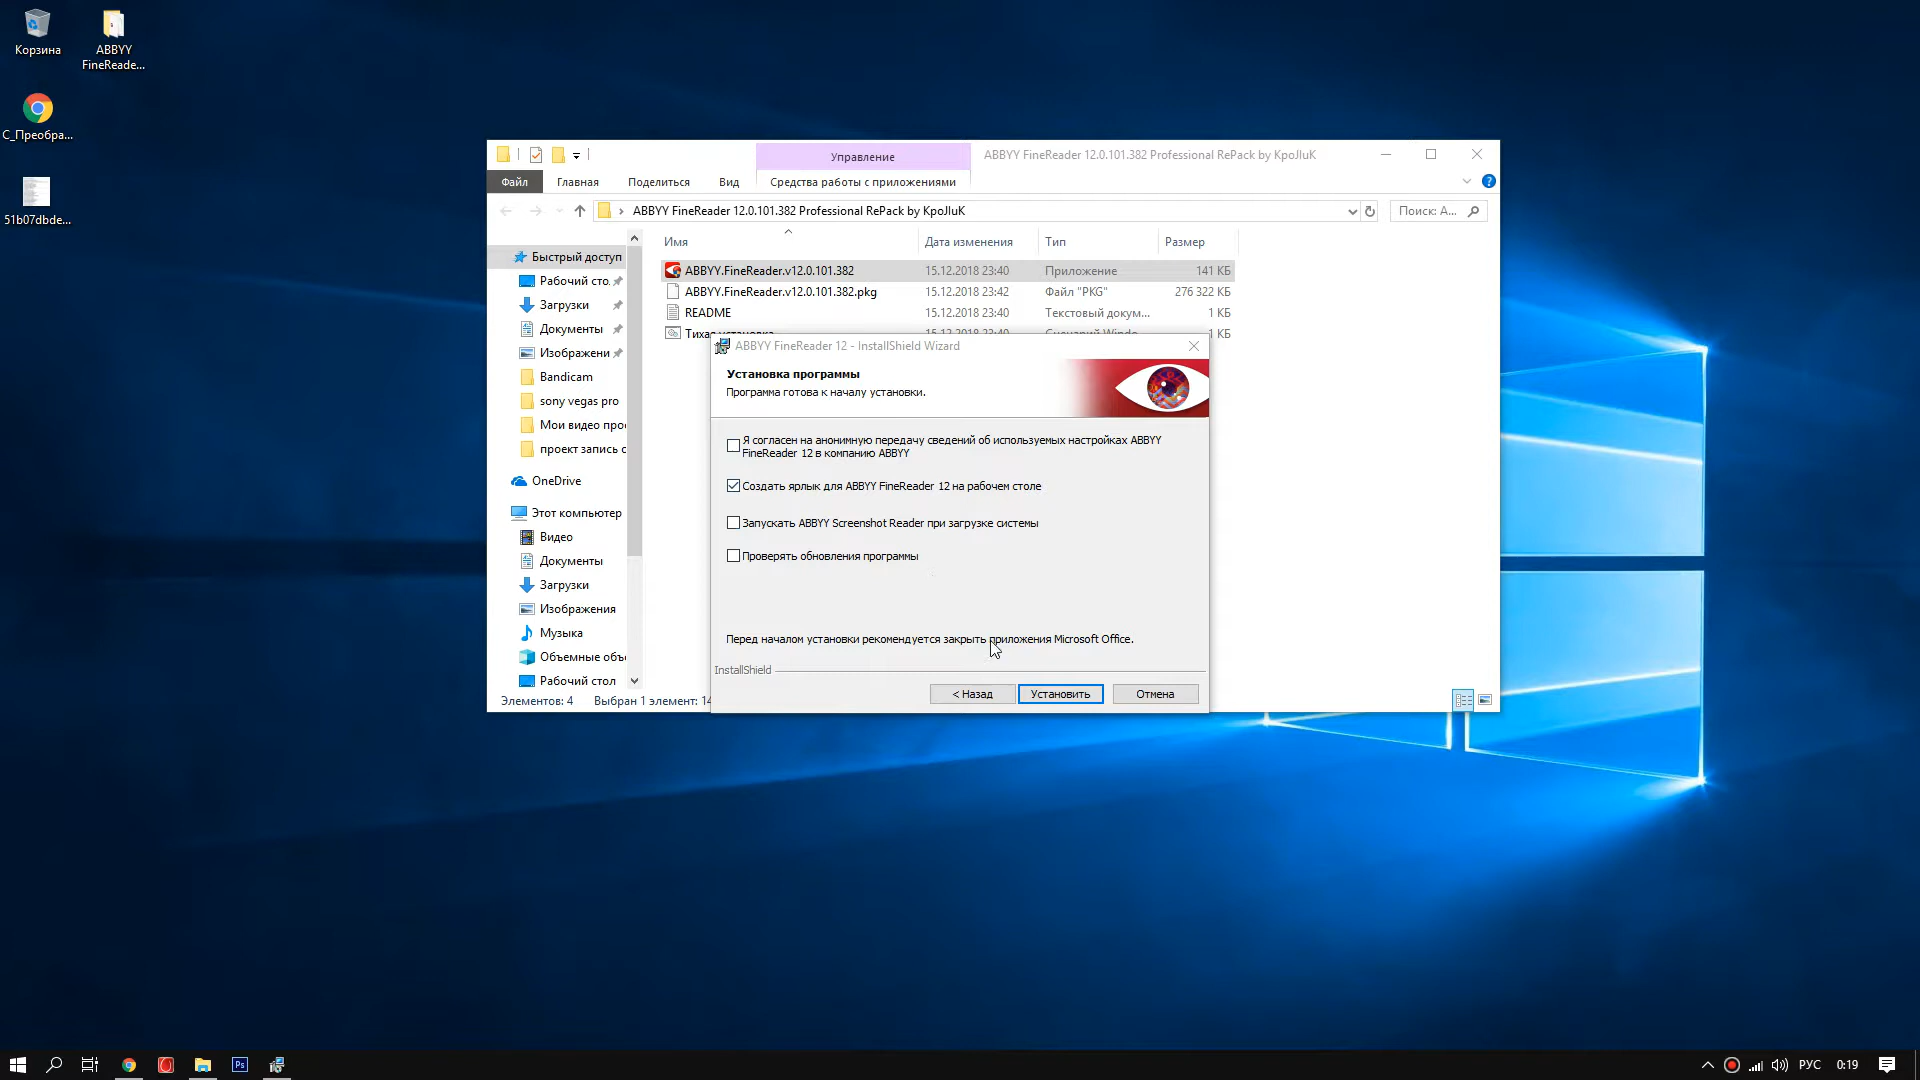 Корзина
ABBYY
FineReade...
С_Преобра...
51b07dbde...
Управление
ABBYY FineReader 12.0.101.382 Professional RePack by KpoJIuK
Файл
Главная
Поделиться
Вид
Средства работы с приложениями
ABBYY FineReader 12.0.101.382 Professional RePack by KpoJIuK
Поиск: A...
Имя
Дата изменения
Тип
Размер
ABBYY.FineReader.v12.0.101.382
15.12.2018 23:40
Приложение
141 КБ
ABBYY.FineReader.v12.0.101.382.pkg
15.12.2018 23:42
Файл "PKG"
276 322 КБ
README
15.12.2018 23:40
Текстовый докум...
1 КБ
Тихая установка
15.12.2018 23:40
Сценарий Windo...
1 КБ
Быстрый доступ
Рабочий сто.
Загрузки
Документы
Изображени
Bandicam
sony vegas pro
Мои видео прое
проект запись с
OneDrive
Этот компьютер
Видео
Документы
Загрузки
Изображения
Музыка
Объемные объ
Рабочий стол
Элементов: 4
Выбран 1 элемент: 14
ABBYY FineReader 12 - InstallShield Wizard
Установка программы
Программа готова к началу установки.
Я согласен на анонимную передачу сведений об используемых настройках ABBYY
FineReader 12 в компанию ABBYY
Создать ярлык для ABBYY FineReader 12 на рабочем столе
Запускать ABBYY Screenshot Reader при загрузке системы
Проверять обновления программы
Перед началом установки рекомендуется закрыть приложения Microsoft Office.
InstallShield
< Назад
Установить
Отмена
Ps
РУС
0:19